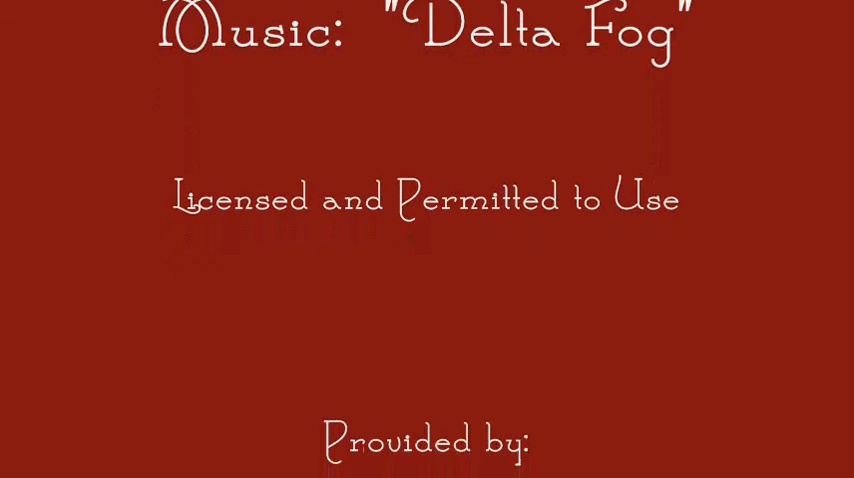 Music: "Delta Fog"
Licensed and Permitted to Use
Provided by: